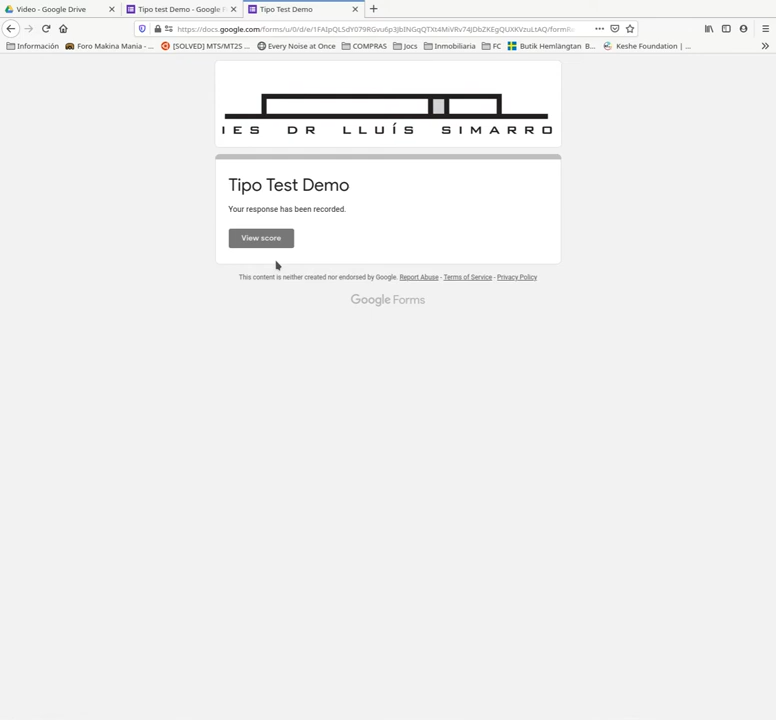 Video - Google Drive
Tipo test Demo - Google F
Tipo Test Demo
https://docs.google.com/forms/u/0/d/e/1FAIpQLSdY079RGvu6p3JbINGqQTXt4MiVRv74JDbZKEgQUXKVzuLtAQ/formRe
Información
Foro Makina Mania - ...
[SOLVED] MTS/MT2S ...
Every Noise at Once
COMPRAS
Jocs
Inmobiliaria
FC
Butik Hemlängtan B...
Keshe Foundation | ...
IES DR LLUÍS SIMARRO
Tipo Test Demo
Your response has been recorded.
View score
This content is neither created nor endorsed by Google. Report Abuse - Terms of Service - Privacy Policy
Google Forms